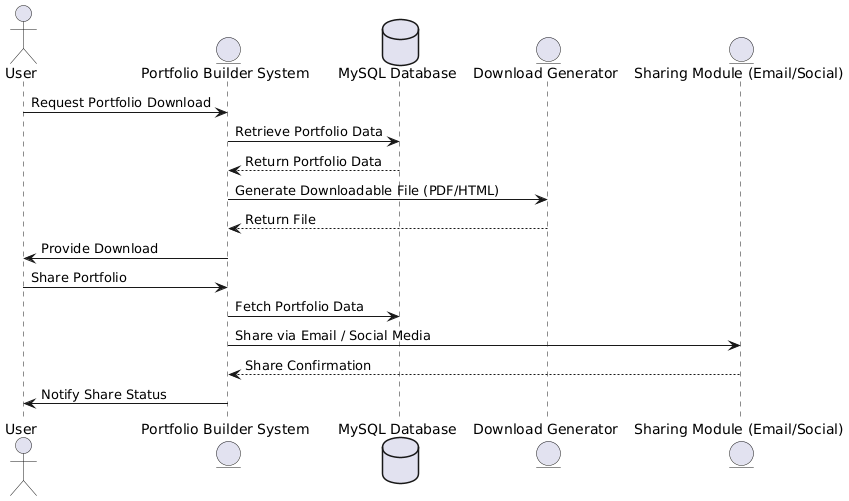 User
Portfolio Builder System
MySQL Database
Download Generator
Sharing Module (Email/Social)
Request Portfolio Download
Retrieve Portfolio Data
Return Portfolio Data
Generate Downloadable File (PDF/HTML)
Return File
Provide Download
Share Portfolio
Fetch Portfolio Data
Share via Email / Social Media
Share Confirmation
Notify Share Status
User
Portfolio Builder System
MySQL Database
Download Generator
Sharing Module (Email/Social)